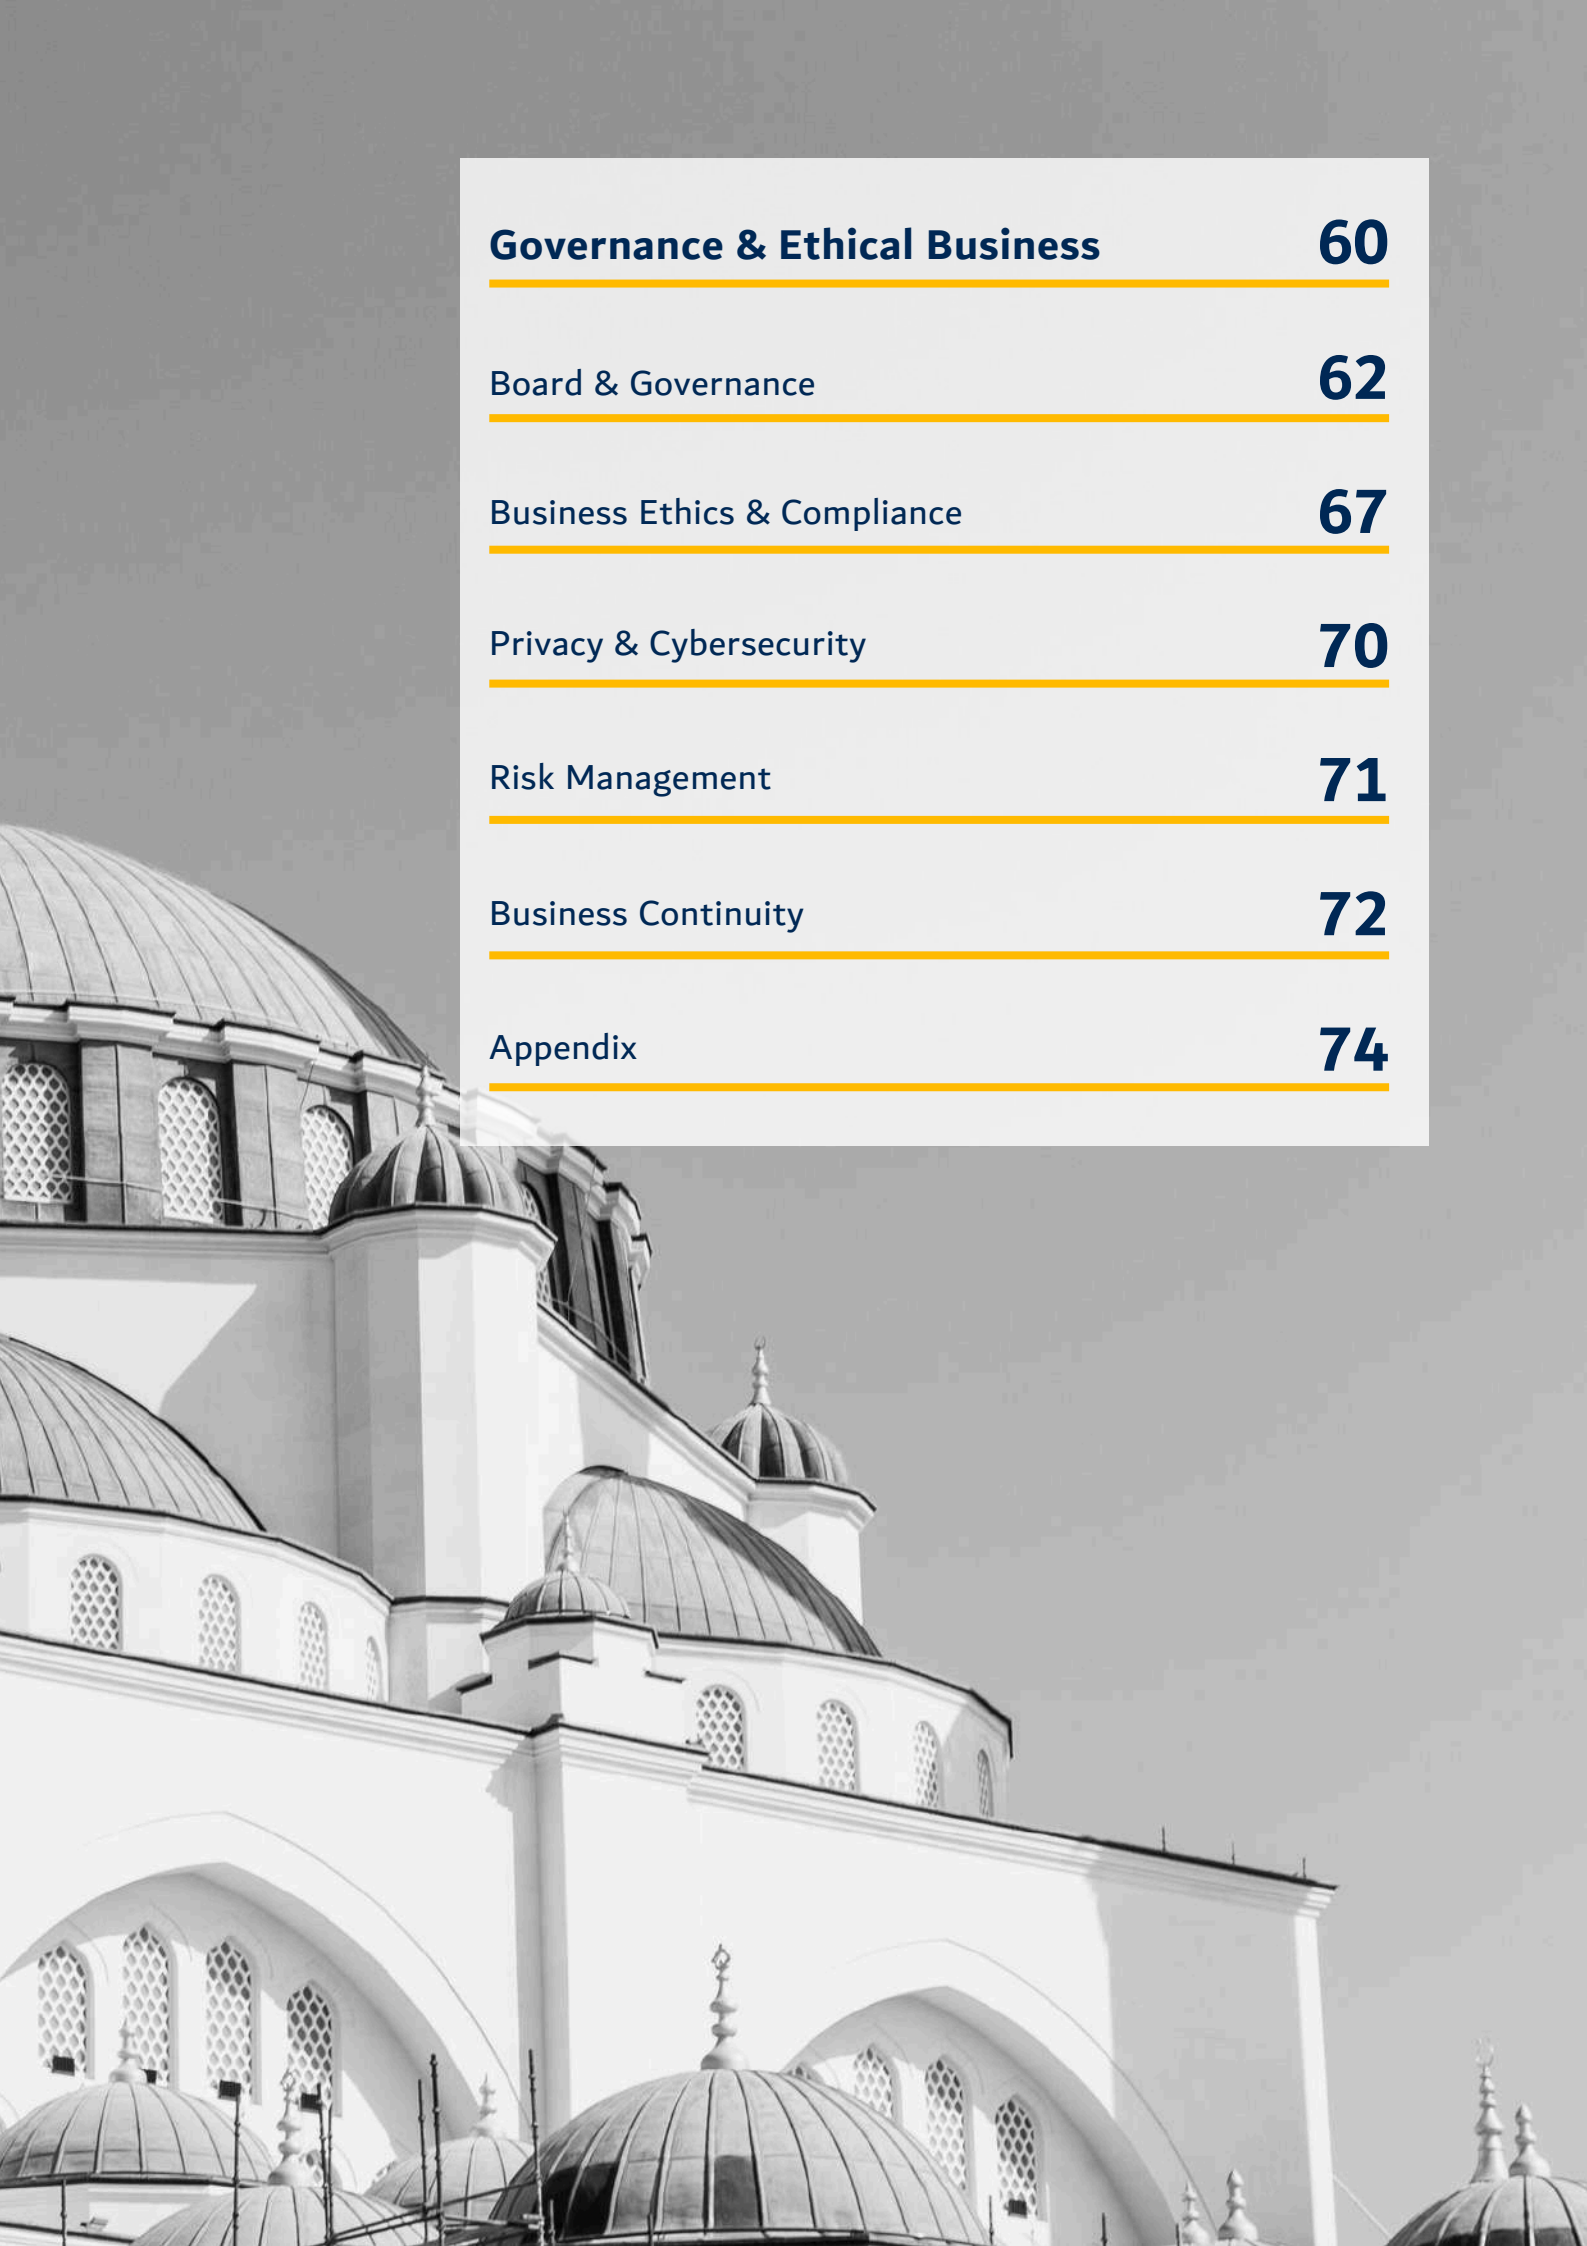 Governance & Ethical Business 60
Board & Governance 62
Business Ethics & Compliance 67
Privacy & Cybersecurity 70
Risk Management 71
Business Continuity 72
Appendix 74